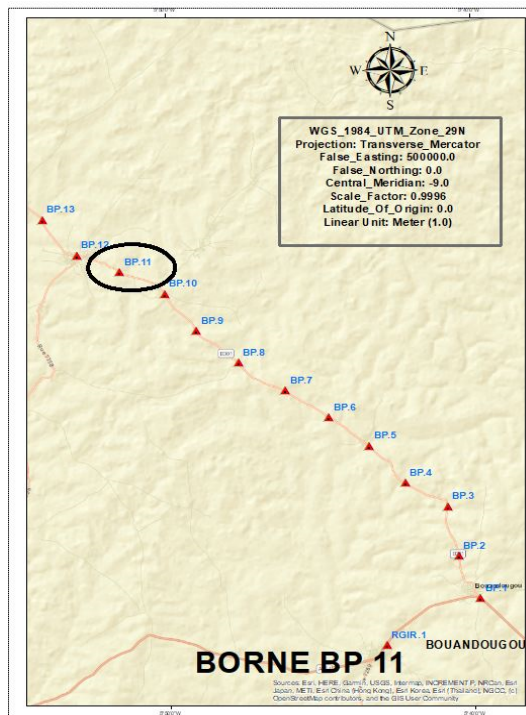 N
W E
S
WGS_1984_UTM_Zone_29N
Projection: Transverse_Mercator
False_Easting: 500000.0
False_Northing: 0.0
Central_Meridian: -9.0
Scale_Factor: 0.9996
Latitude_Of_Origin: 0.0
Linear Unit: Meter (1.0)
BP.13
BP.12
BP.11
BP.10
BP.9
BP.8
BP.7
BP.6
BP.5
BP.4
BP.3
BP.2
Bouandougou
BP.1
RGIR.1
BOUANDOUGOU
BORNE BP 11
Sources: Esri, HERE, Garmin, USGS, Intermap, INCREMENT P, NRCan, Esri
Japan, METI, Esri China (Hong Kong), Esri Korea, Esri (Thailand), NGCC, (c)
OpenStreetMap contributors, and the GIS User Community